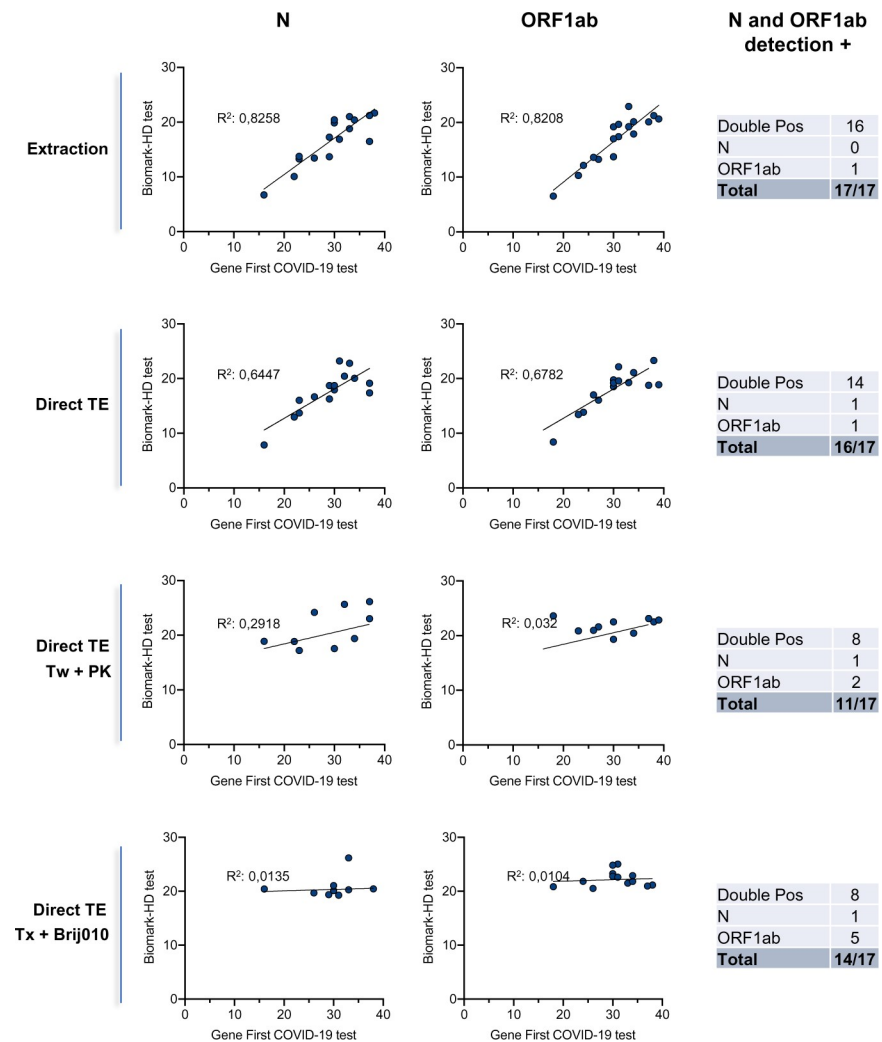 N
ORF1ab
N and ORF1ab
detection +
Extraction
Biomark-HD test
30
20
10
0
R²: 0,8258
0 10 20 30 40
Gene First COVID-19 test
Biomark-HD test
30
20
10
0
R²: 0,8208
0 10 20 30 40
Gene First COVID-19 test
Double Pos 16
N 0
ORF1ab 1
Total 17/17
Direct TE
Biomark-HD test
30
20
10
0
R²: 0,6447
0 10 20 30 40
Gene First COVID-19 test
Biomark-HD test
30
20
10
0
R²: 0,6782
0 10 20 30 40
Gene First COVID-19 test
Double Pos 14
N 1
ORF1ab 1
Total 16/17
Direct TE
Tw + PK
Biomark-HD test
30
20
10
0
R²: 0,2918
0 10 20 30 40
Gene First COVID-19 test
Biomark-HD test
30
20
10
0
R²: 0,032
0 10 20 30 40
Gene First COVID-19 test
Double Pos 8
N 1
ORF1ab 2
Total 11/17
Direct TE
Tx + Brij010
Biomark-HD test
30
20
10
0
R²: 0,0135
0 10 20 30 40
Gene First COVID-19 test
Biomark-HD test
30
20
10
0
R²: 0,0104
0 10 20 30 40
Gene First COVID-19 test
Double Pos 8
N 1
ORF1ab 5
Total 14/17